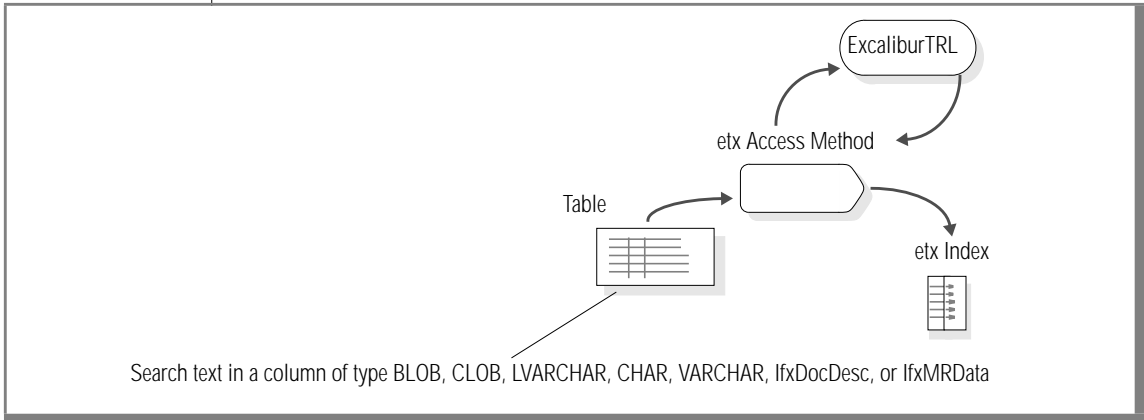 ExcaliburTRL
etx Access Method
Table
etx Index
Search text in a column of type BLOB, CLOB, LVARCHAR, CHAR, VARCHAR, IfxDocDesc, or IfxMRData